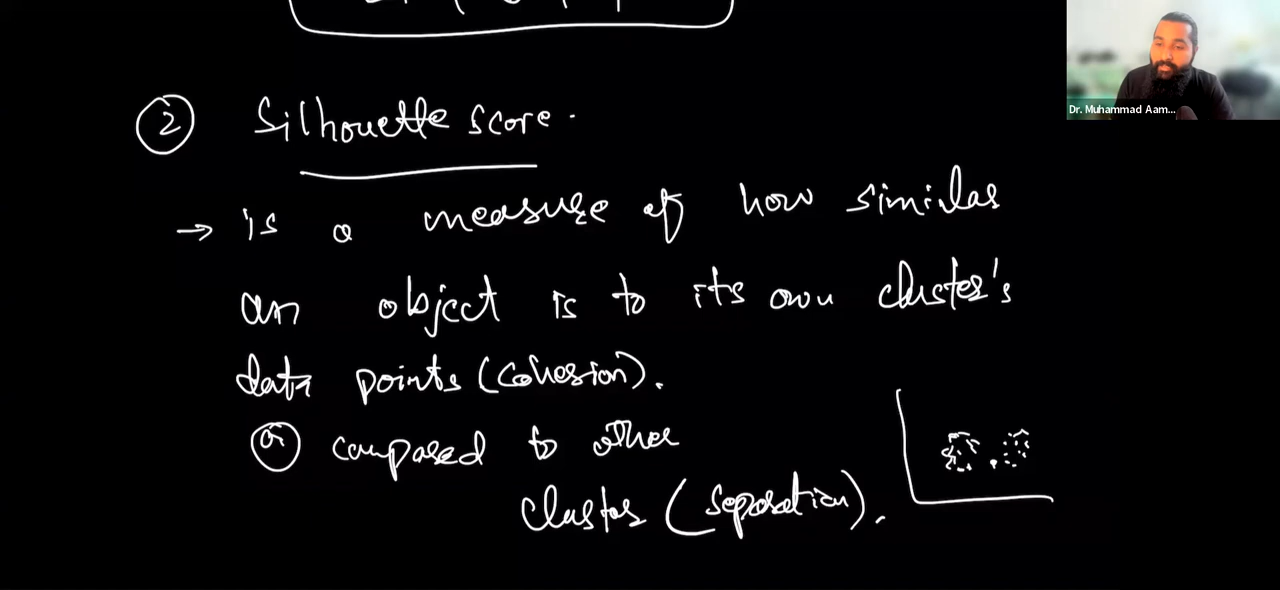 ② Silhouette score.
→ is a measure of how similar
an object is to its own cluster's
data points (cohesion).
compared to other
cluster (separation).
Dr. Muhammad Aam...